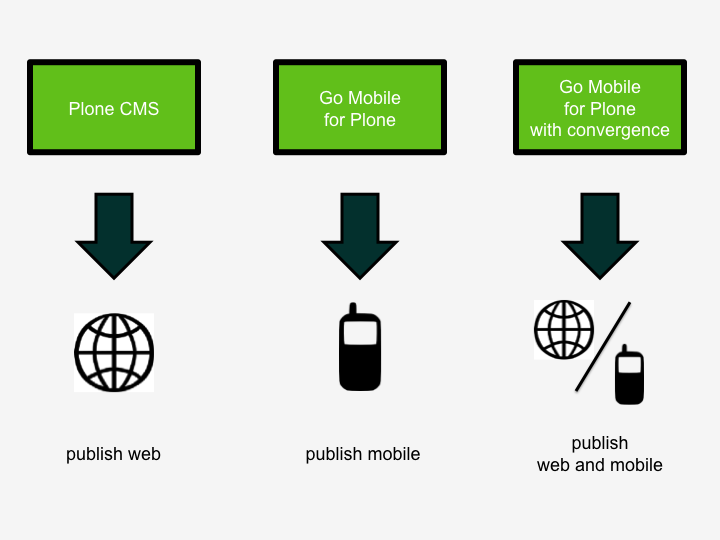 Plone CMS
Go Mobile
for Plone
Go Mobile
for Plone
with convergence
publish web
publish mobile
publish
web and mobile